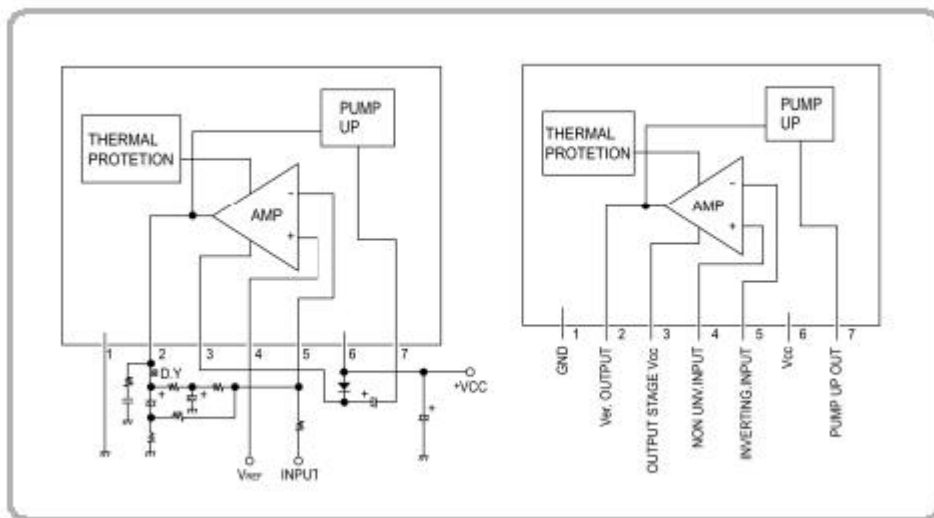 THERMAL
PROTETION
PUMP
UP
AMP
-
+
1 2 3 4 5 6 7
D.Y
+
+
+
+
+VCC
VREF
INPUT
THERMAL
PROTETION
PUMP
UP
AMP
-
+
1 2 3 4 5 6 7
GND
Ver. OUTPUT
OUTPUT STAGE Vcc
NON UNV.INPUT
INVERTING.INPUT
Vcc
PUMP UP OUT